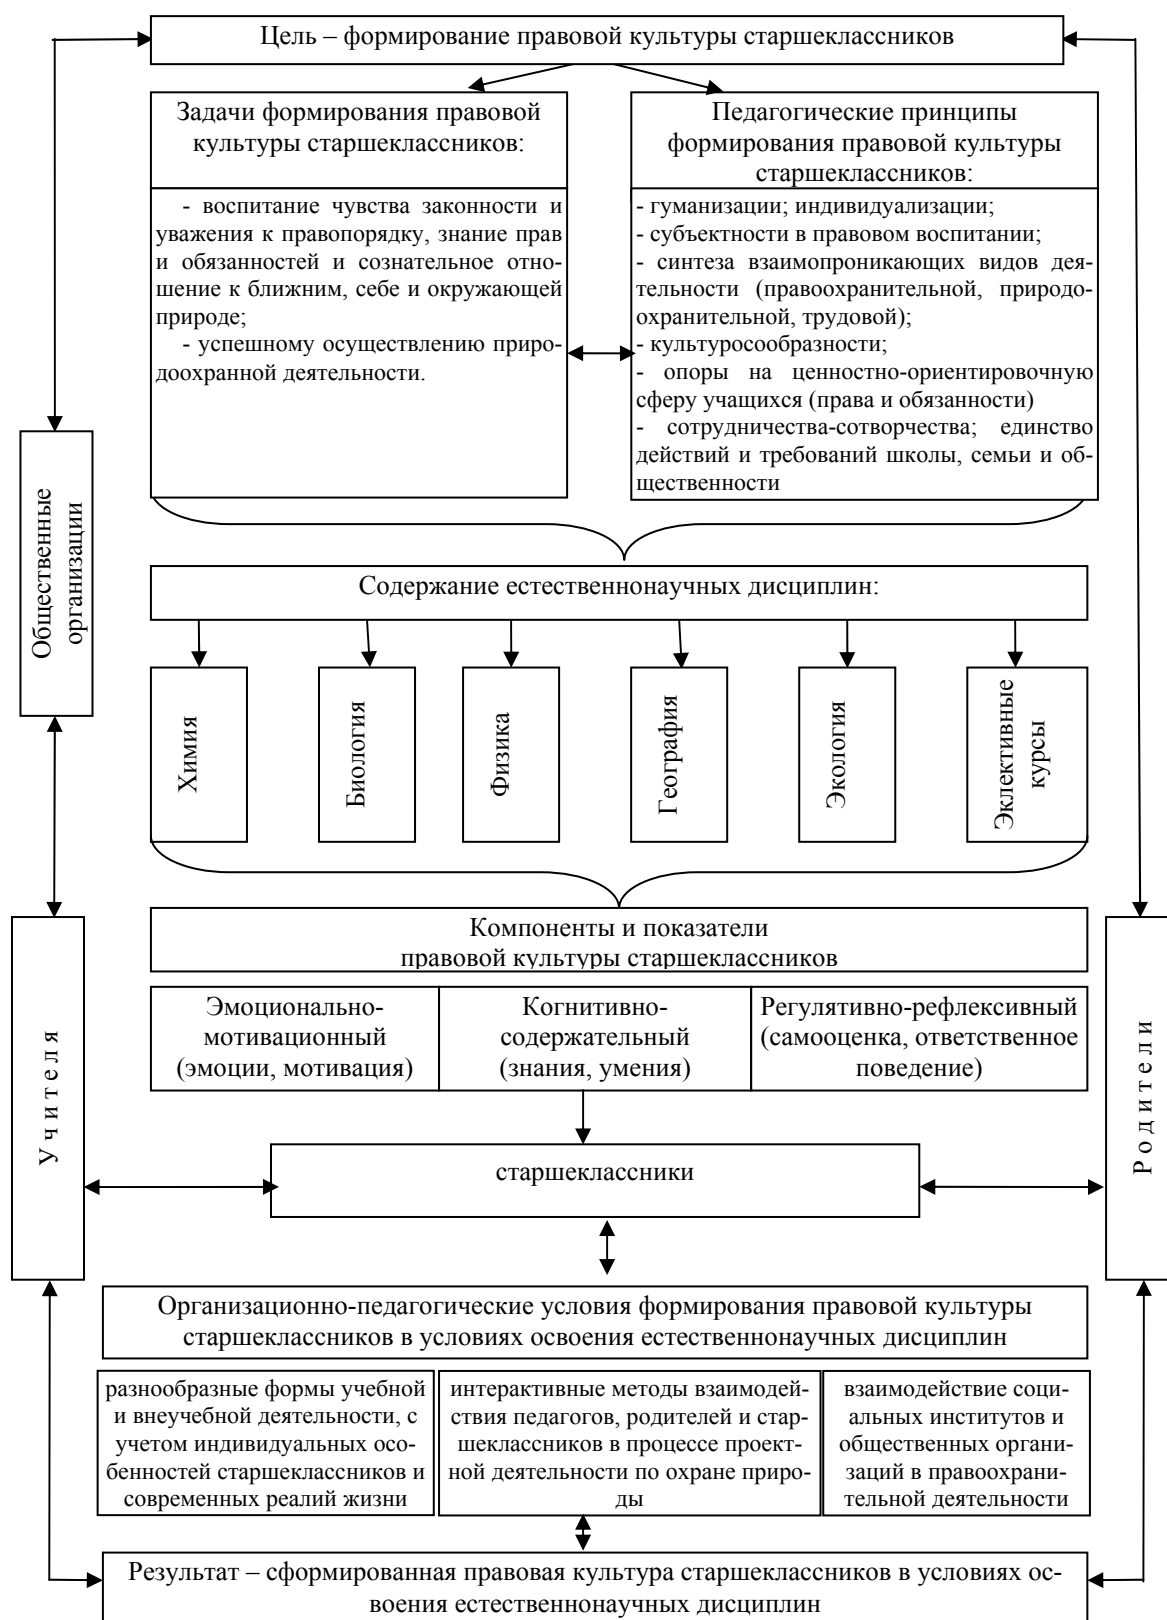 Цель – формирование правовой культуры старшеклассников
Задачи формирования правовой
культуры старшеклассников:
- воспитание чувства законности и
уважения к правопорядку, знание прав
и обязанностей и сознательное отно-
шение к ближним, себе и окружающей
природе;
- успешному осуществлению приро-
доохранной деятельности.
Педагогические принципы
формирования правовой культуры
старшеклассников:
- гуманизации; индивидуализации;
- субъектности в правовом воспитании;
- синтеза взаимопроникающих видов дея-
тельности (правоохранительной, природо-
охранительной, трудовой);
- культуросообразности;
- опоры на ценностно-ориентировочную
сферу учащихся (права и обязанности)
- сотрудничества-сотворчества; единство
действий и требований школы, семьи и об-
щественности
Общественные
организации
Содержание естественнонаучных дисциплин:
Химия
Биология
Физика
География
Экология
Эклективные
курсы
Компоненты и показатели
правовой культуры старшеклассников
Эмоционально-
мотивационный
(эмоции, мотивация)
Когнитивно-
содержательный
(знания, умения)
Регулятивно-рефлексивный
(самооценка, ответственное
поведение)
Учителя
Родители
старшеклассники
Организационно-педагогические условия формирования правовой культуры
старшеклассников в условиях освоения естественнонаучных дисциплин
разнообразные формы учебной
и внеучебной деятельности, с
учетом индивидуальных осо-
бенностей старшеклассников и
современных реалий жизни
интерактивные методы взаимодей-
ствия педагогов, родителей и стар-
шеклассников в процессе проект-
ной деятельности по охране приро-
ды
взаимодействие соци-
альных институтов и
общественных органи-
заций в правоохрани-
тельной деятельности
Результат – сформированная правовая культура старшеклассников в условиях ос-
воения естественнонаучных дисциплин